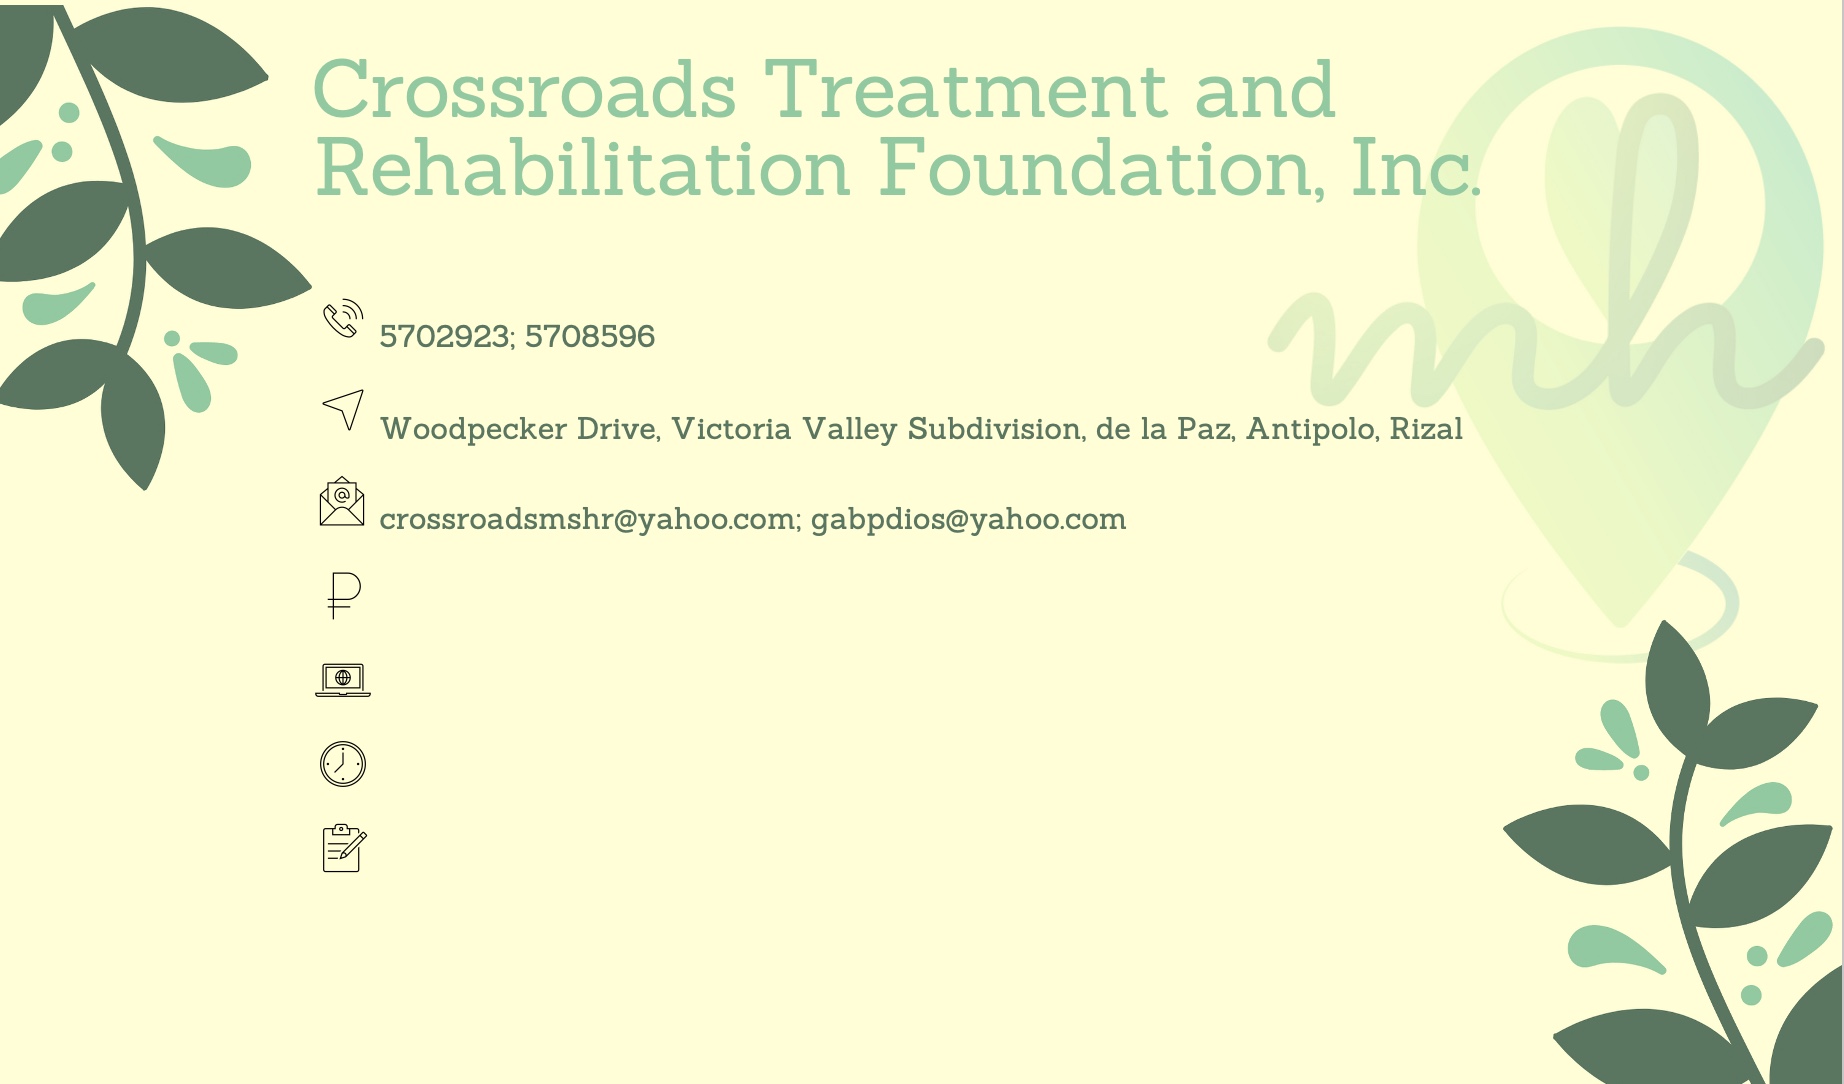 Crossroads Treatment and
Rehabilitation Foundation, Inc.
mh
5702923; 5708596
Woodpecker Drive, Victoria Valley Subdivision, de la Paz, Antipolo, Rizal
crossroadsmshr@yahoo.com; gabpdios@yahoo.com